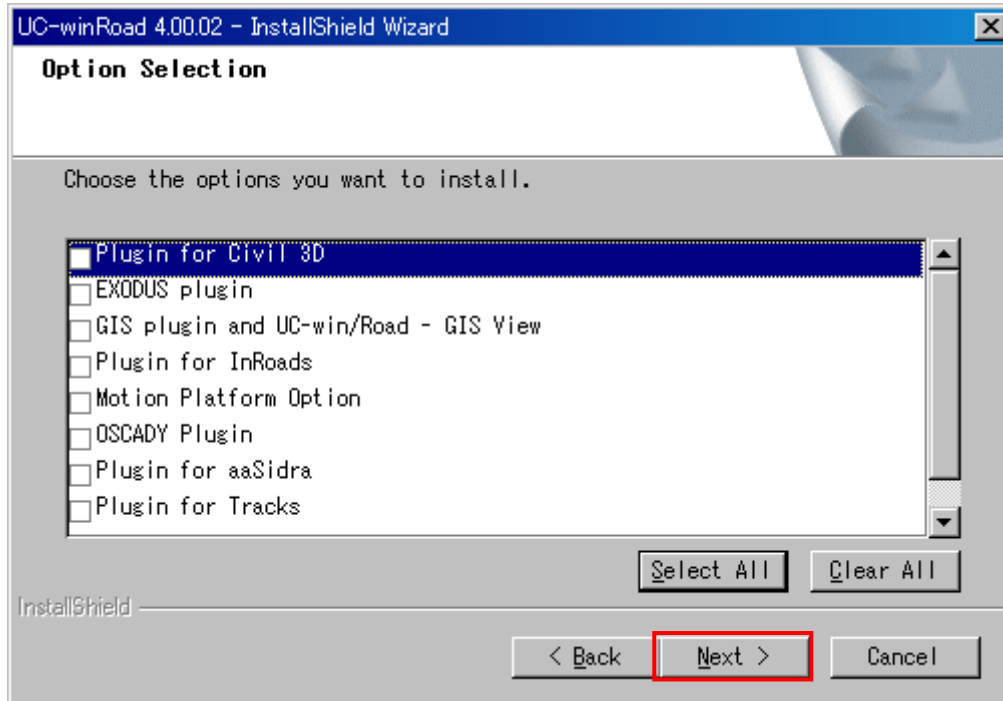 UC-winRoad 4.00.02 - InstallShield Wizard
Option Selection
Choose the options you want to install.
Plugin for Civil 3D
EXODUS plugin
GIS plugin and UC-win/Road - GIS View
Plugin for InRoads
Motion Platform Option
OSCADY Plugin
Plugin for aaSidra
Plugin for Tracks
Select All Clear All
InstallShield
< Back Next > Cancel